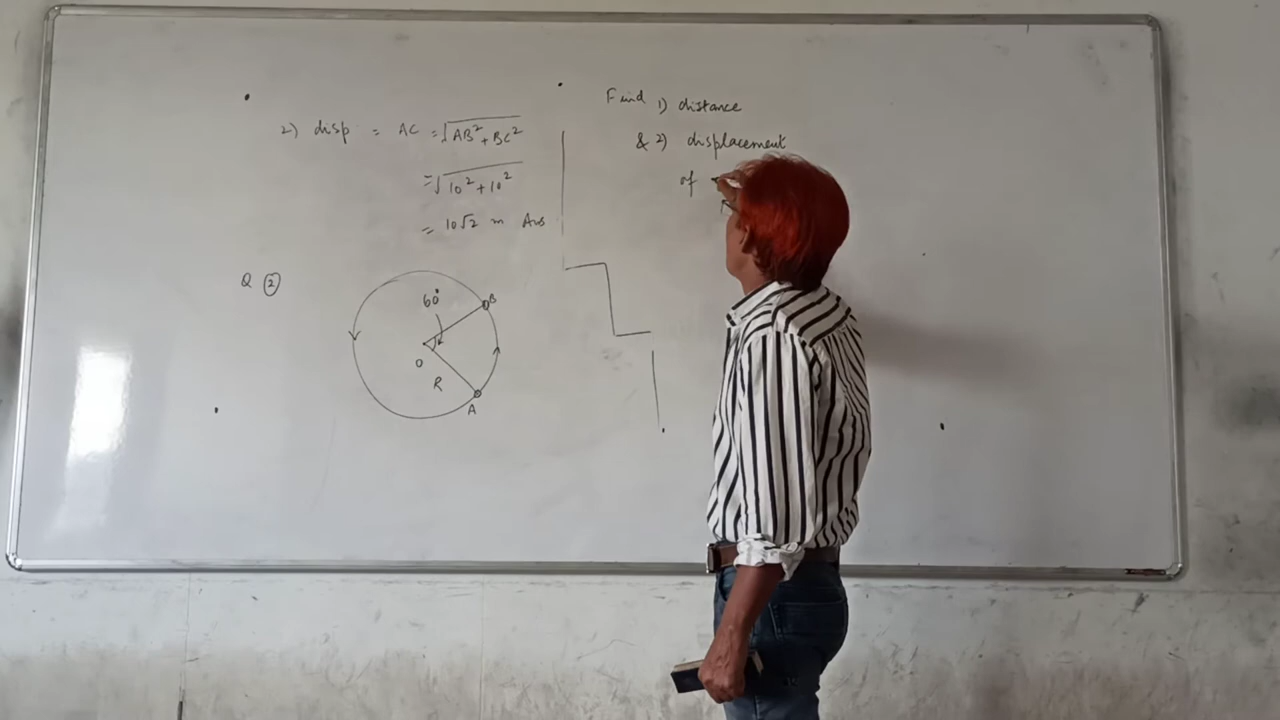 2) disp = AC = √AB² + BC²
= √10² + 10²
= 10√2 m Ans
Q ②
60°
B
O
R
A
Find 1) distance
& 2) displacement
of